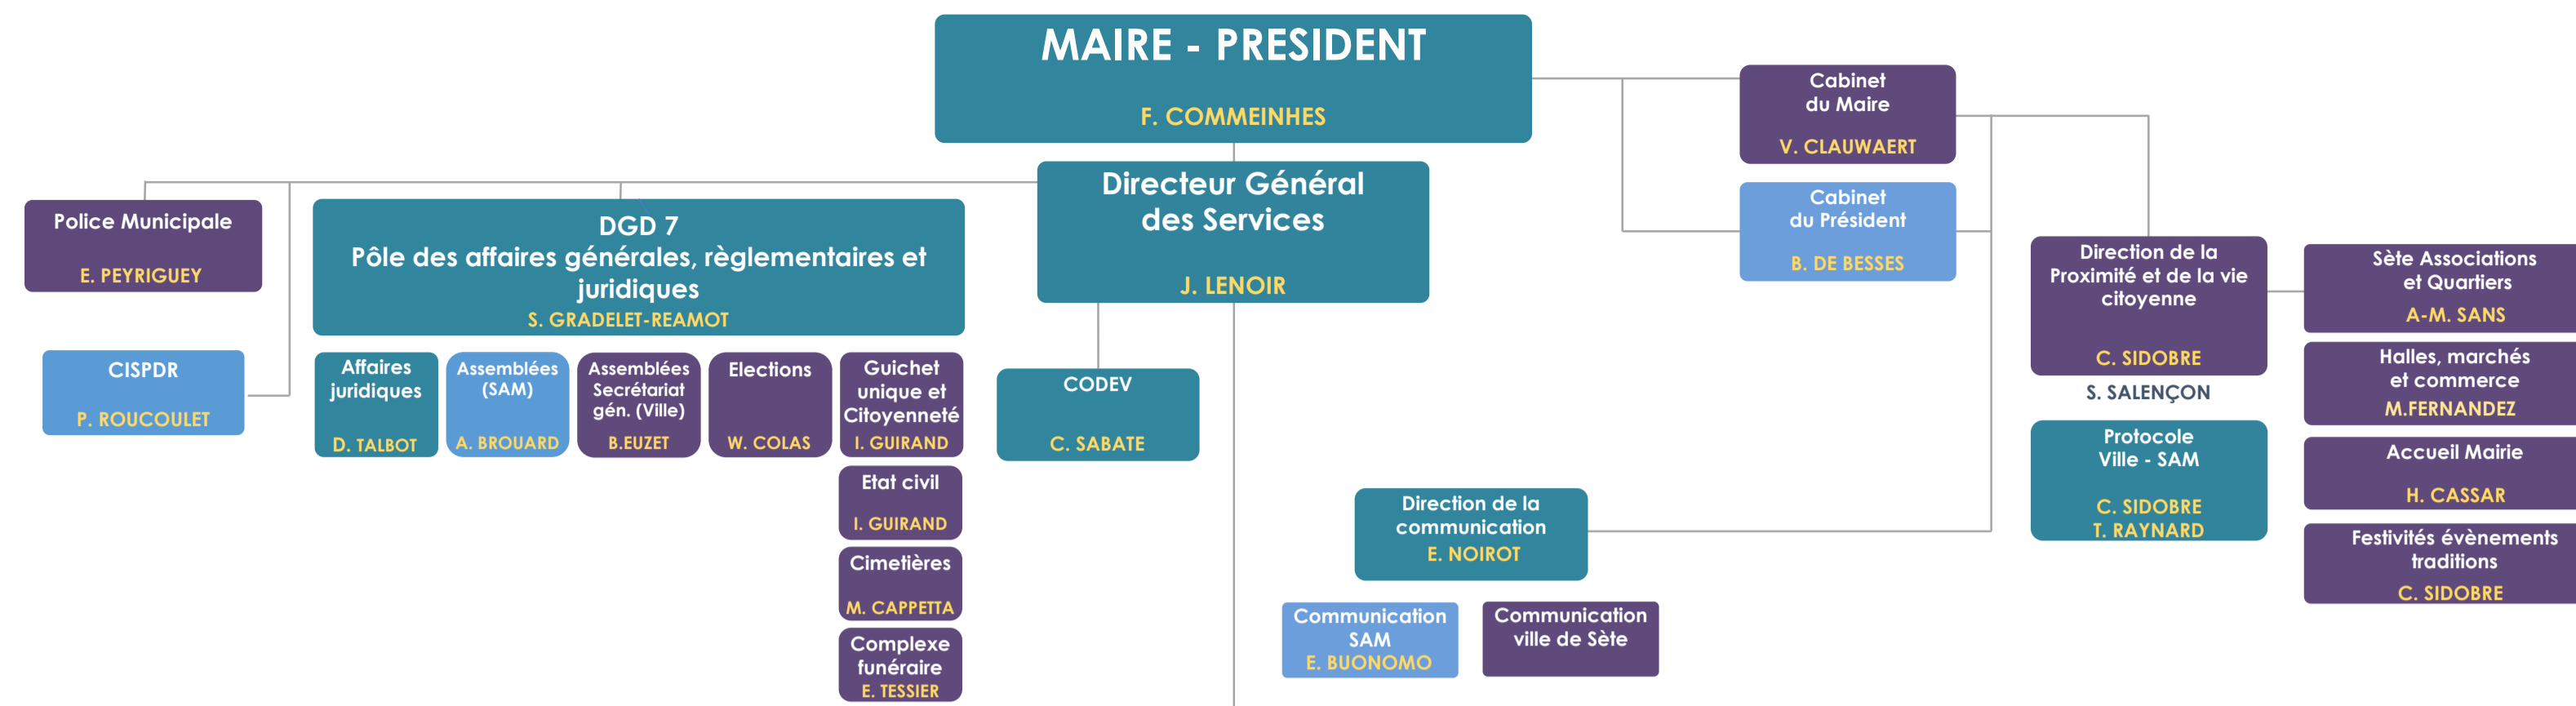 MAIRE - PRESIDENT
F. COMMEINHES
Cabinet
du Maire
V. CLAUWAERT
Cabinet
du Président
B. DE BESSES
Directeur Général
des Services
J. LENOIR
Police Municipale
E. PEYRIGUEY
CISPDR
P. ROUCOULET
DGD 7
Pôle des affaires générales, règlementaires et
juridiques
S. GRADELET-REAMOT
Affaires
juridiques
D. TALBOT
Assemblées
(SAM)
A. BROUARD
Assemblées
Secrétariat
gén. (Ville)
B.EUZET
Elections
W. COLAS
Guichet
unique et
Citoyenneté
I. GUIRAND
Etat civil
I. GUIRAND
Cimetières
M. CAPPETTA
Complexe
funéraire
E. TESSIER
CODEV
C. SABATE
Direction de la
communication
E. NOIROT
Communication
SAM
E. BUONOMO
Communication
ville de Sète
Direction de la
Proximité et de la vie
citoyenne
C. SIDOBRE
S. SALENÇON
Protocole
Ville - SAM
C. SIDOBRE
T. RAYNARD
Sète Associations
et Quartiers
A-M. SANS
Halles, marchés
et commerce
M.FERNANDEZ
Accueil Mairie
H. CASSAR
Festivités évènements
traditions
C. SIDOBRE